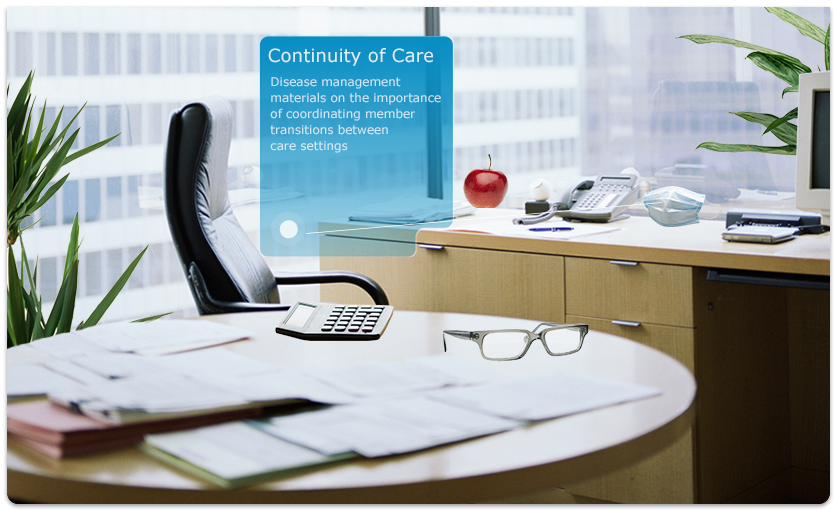 Continuity of Care
Disease management
materials on the importance
of coordinating member
transitions between
care settings